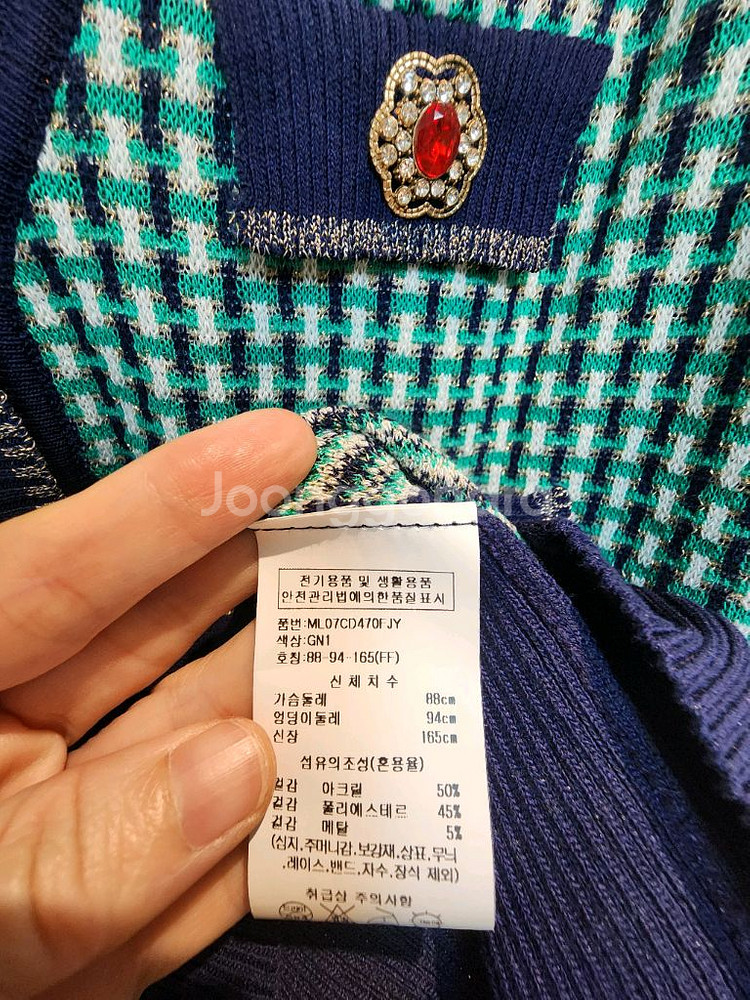 Joonggonara
전기용품 및 생활용품
안전관리법에의한품질표시
품번:ML07CD470FJY
색상:GN1
호칭:88-94-165(FF)
신체치수
가슴둘레 88cm
엉덩이둘레 94cm
신장 165cm
섬유의조성(혼용율)
겉감 아크릴 50%
겉감 폴리에스테르 45%
겉감 메탈 5%
(심지,주머니감,보강재,상표,무늬
,레이스,밴드,자수,장식 제외)
취급상 주의사항